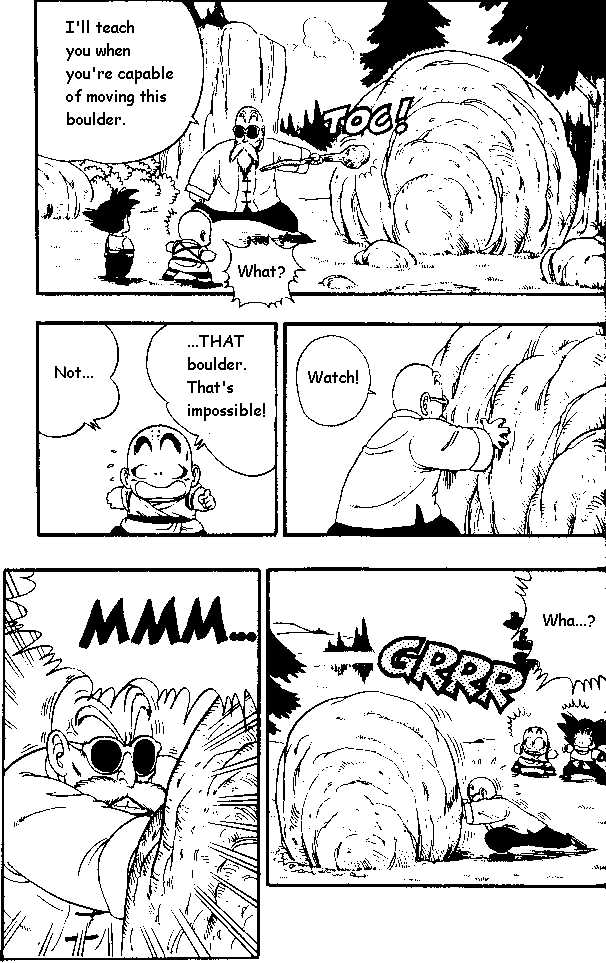 I'll teach
you when
you're capable
of moving this
boulder.
TOC!
What?
Not...
...THAT
boulder.
That's
impossible!
Watch!
MMM...
Wha...?
GRRR